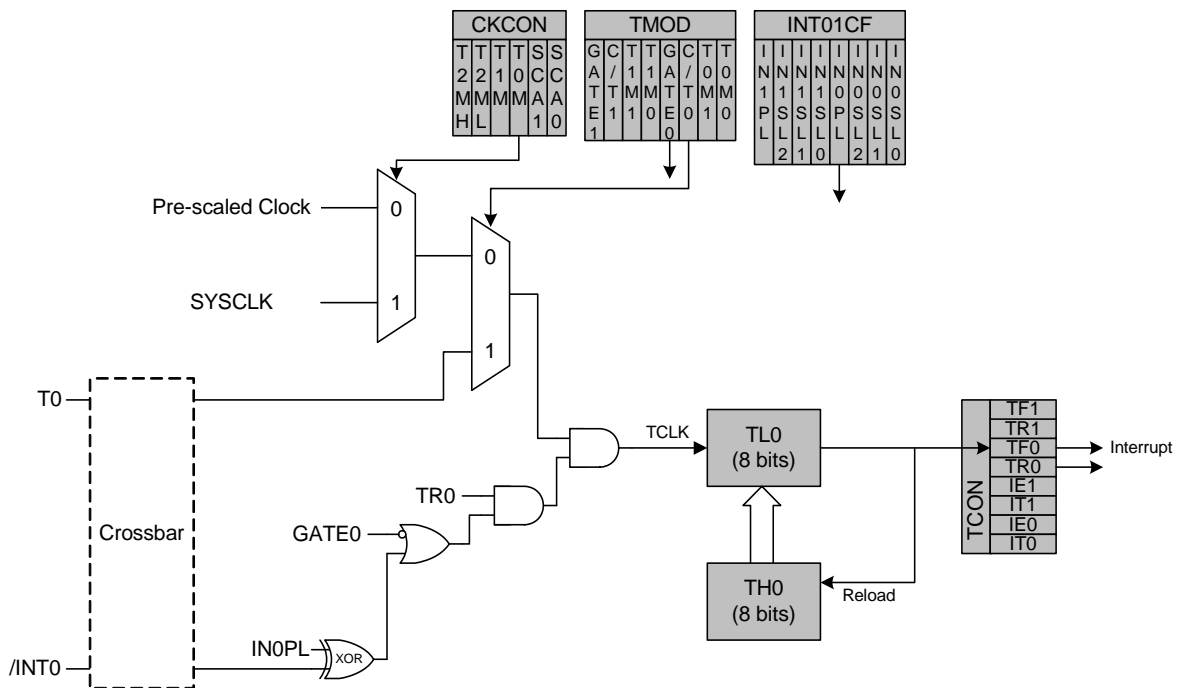 CKCON
T2MH
T2ML
T1M
T0M
SCA1
SCA0
TMOD
GATE1
C/T1
T1M1
T1M0
GATE0
C/T0
T0M1
T0M0
INT01CF
IN1PL
IN1SL2
IN1SL1
IN1SL0
IN0PL
IN0SL2
IN0SL1
IN0SL0
Pre-scaled Clock
0
SYSCLK
1
0
1
T0
Crossbar
/INT0
GATE0
TR0
IN0PL
XOR
TCLK
TL0
(8 bits)
TH0
(8 bits)
Reload
TCON
TF1
TR1
TF0
TR0
IE1
IT1
IE0
IT0
Interrupt